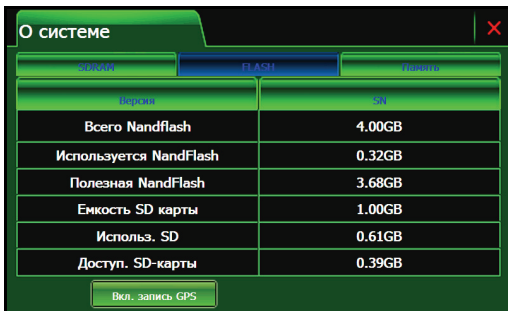 О системе
SDRAM FLASH Память
Версия SN
Всего Nandflash 4.00GB
Используется NandFlash 0.32GB
Полезная NandFlash 3.68GB
Емкость SD карты 1.00GB
Использ. SD 0.61GB
Доступ. SD-карты 0.39GB
Вкл. запись GPS